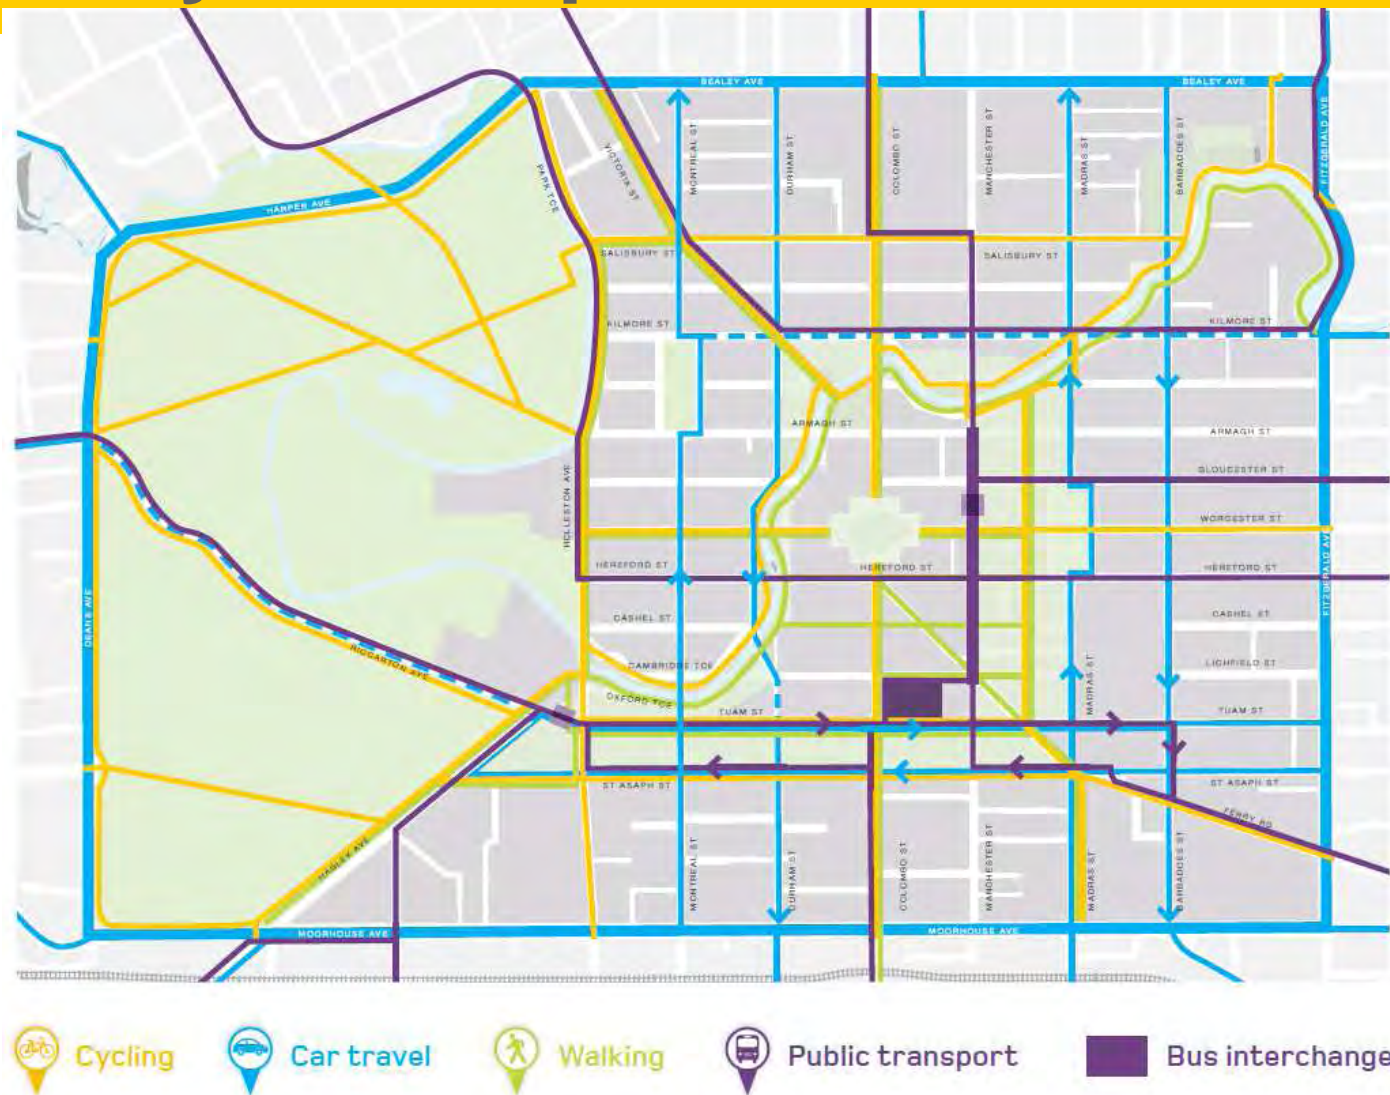 BEALEY AVE
BEALEY AVE
FITZGERALD AVE
MONTREAL ST
DURHAM ST
COLOMBO ST
MANCHESTER ST
MADRAS ST
BARBADOES ST
VICTORIA ST
PARK TCE
HARPER AVE
SALISBURY ST
SALISBURY ST
KILMORE ST
KILMORE ST
ARMAGH ST
ARMAGH ST
GLOUCESTER ST
ROLLESTON AVE
WORCESTER ST
HEREFORD ST
HEREFORD ST
HEREFORD ST
FITZGERALD AVE
DEANS AVE
CASHEL ST
CASHEL ST
RICCARTON AVE
CAMBRIDGE TCE
LICHFIELD ST
OXFORD TCE
TUAM ST
MADRAS ST
TUAM ST
ST ASAPH ST
ST ASAPH ST
FERRY RD
HAGLEY AVE
MONTREAL ST
DURHAM ST
COLOMBO ST
MANCHESTER ST
MADRAS ST
BARBADOES ST
MOORHOUSE AVE
MOORHOUSE AVE
Cycling
Car travel
Walking
Public transport
Bus interchange